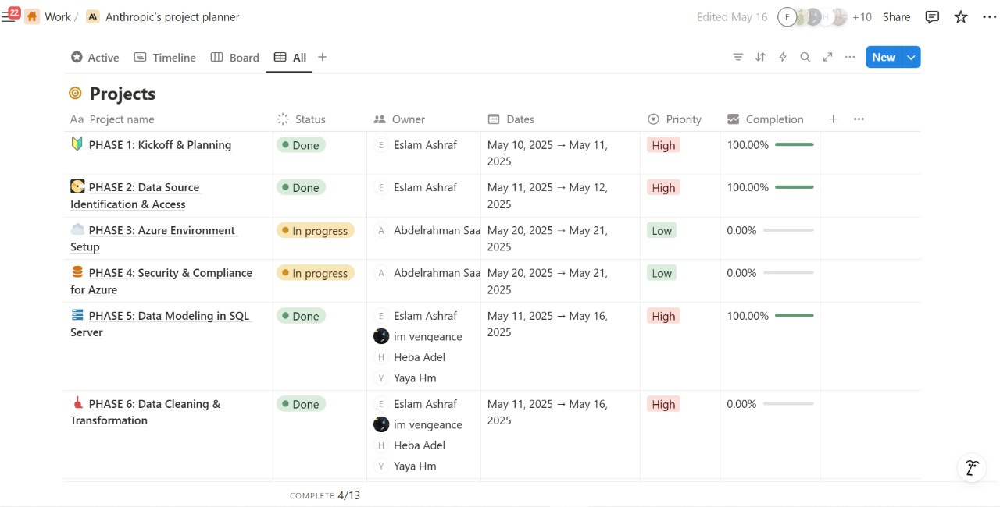 22 Work / Anthropic's project planner Edited May 16 E H +10 Share
Active Timeline Board All + New
Projects
Aa Project name Status Owner Dates Priority Completion
PHASE 1: Kickoff & Planning Done E Eslam Ashraf May 10, 2025 → May 11, High 100.00%
2025
PHASE 2: Data Source Done E Eslam Ashraf May 11, 2025 → May 12, High 100.00%
Identification & Access 2025
PHASE 3: Azure Environment In progress A Abdelrahman Saa May 20, 2025 → May 21, Low 0.00%
Setup 2025
PHASE 4: Security & Compliance In progress A Abdelrahman Saa May 20, 2025 → May 21, Low 0.00%
for Azure 2025
PHASE 5: Data Modeling in SQL Done E Eslam Ashraf May 11, 2025 → May 16, High 100.00%
Server im vengeance 2025
H Heba Adel
Y Yaya Hm
PHASE 6: Data Cleaning & Done E Eslam Ashraf May 11, 2025 → May 16, High 0.00%
Transformation im vengeance 2025
H Heba Adel
Y Yaya Hm
COMPLETE 4/13